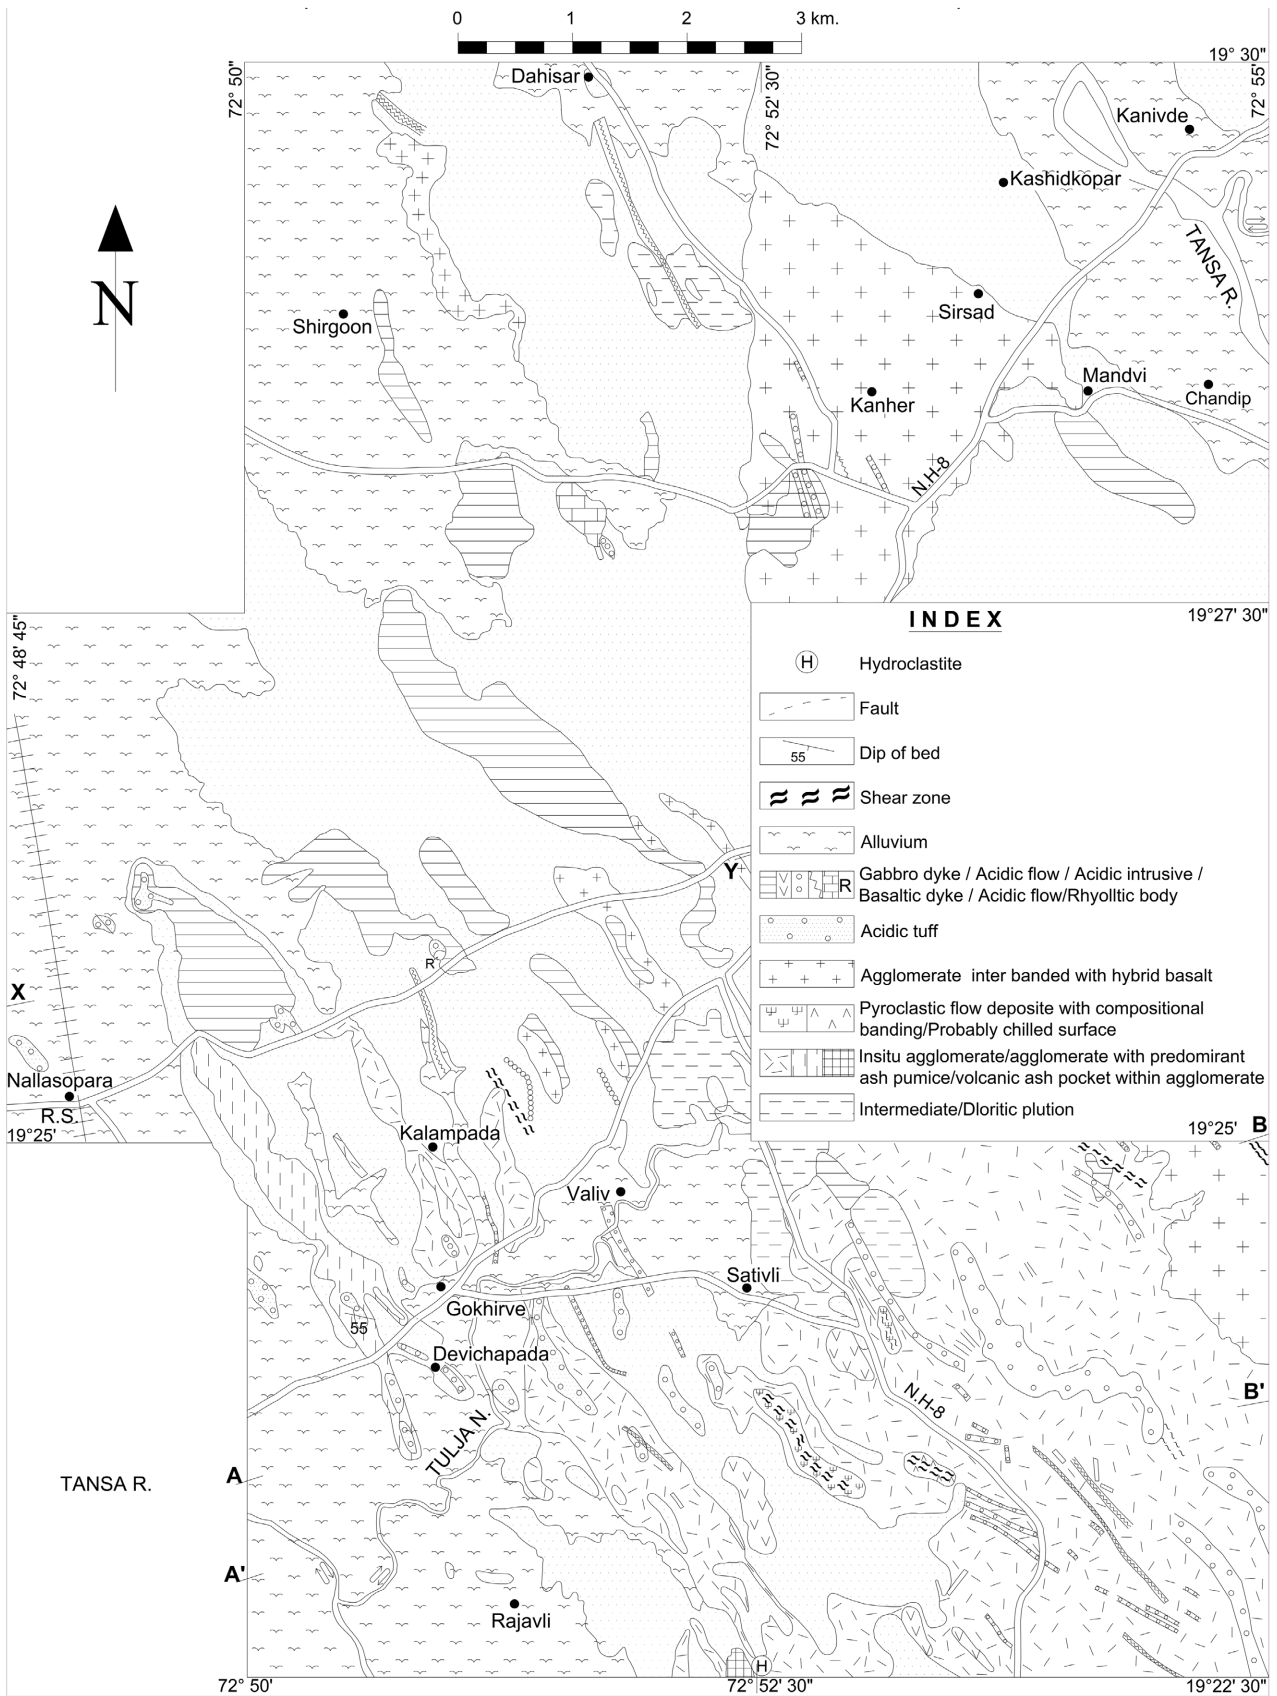 0 1 2 3 km.
19° 30"
72° 50"
72° 52' 30"
72° 55'
Dahisar
Kanivde
Kashidkopar
TANSA R.
N
Sirsad
Shirgoon
Mandvi
Kanher
Chandip
N.H-8
72° 48' 45"
19°27' 30"
INDEX
H Hydroclastite
Fault
55 Dip of bed
Shear zone
Alluvium
R Gabbro dyke / Acidic flow / Acidic intrusive /
Basaltic dyke / Acidic flow/Rhyolltic body
Acidic tuff
Agglomerate inter banded with hybrid basalt
Pyroclastic flow deposite with compositional
banding/Probably chilled surface
Insitu agglomerate/agglomerate with predomirant
ash pumice/volcanic ash pocket within agglomerate
Intermediate/Dloritic plution
19°25'
B
Y
R
X
Nallasopara
R.S.
19°25'
Kalampada
Valiv
Sativli
Gokhirve
55
Devichapada
B'
N.H-8
TULJA N.
A
TANSA R.
A'
Rajavli
H
72° 50'
72° 52' 30"
19° 22' 30"